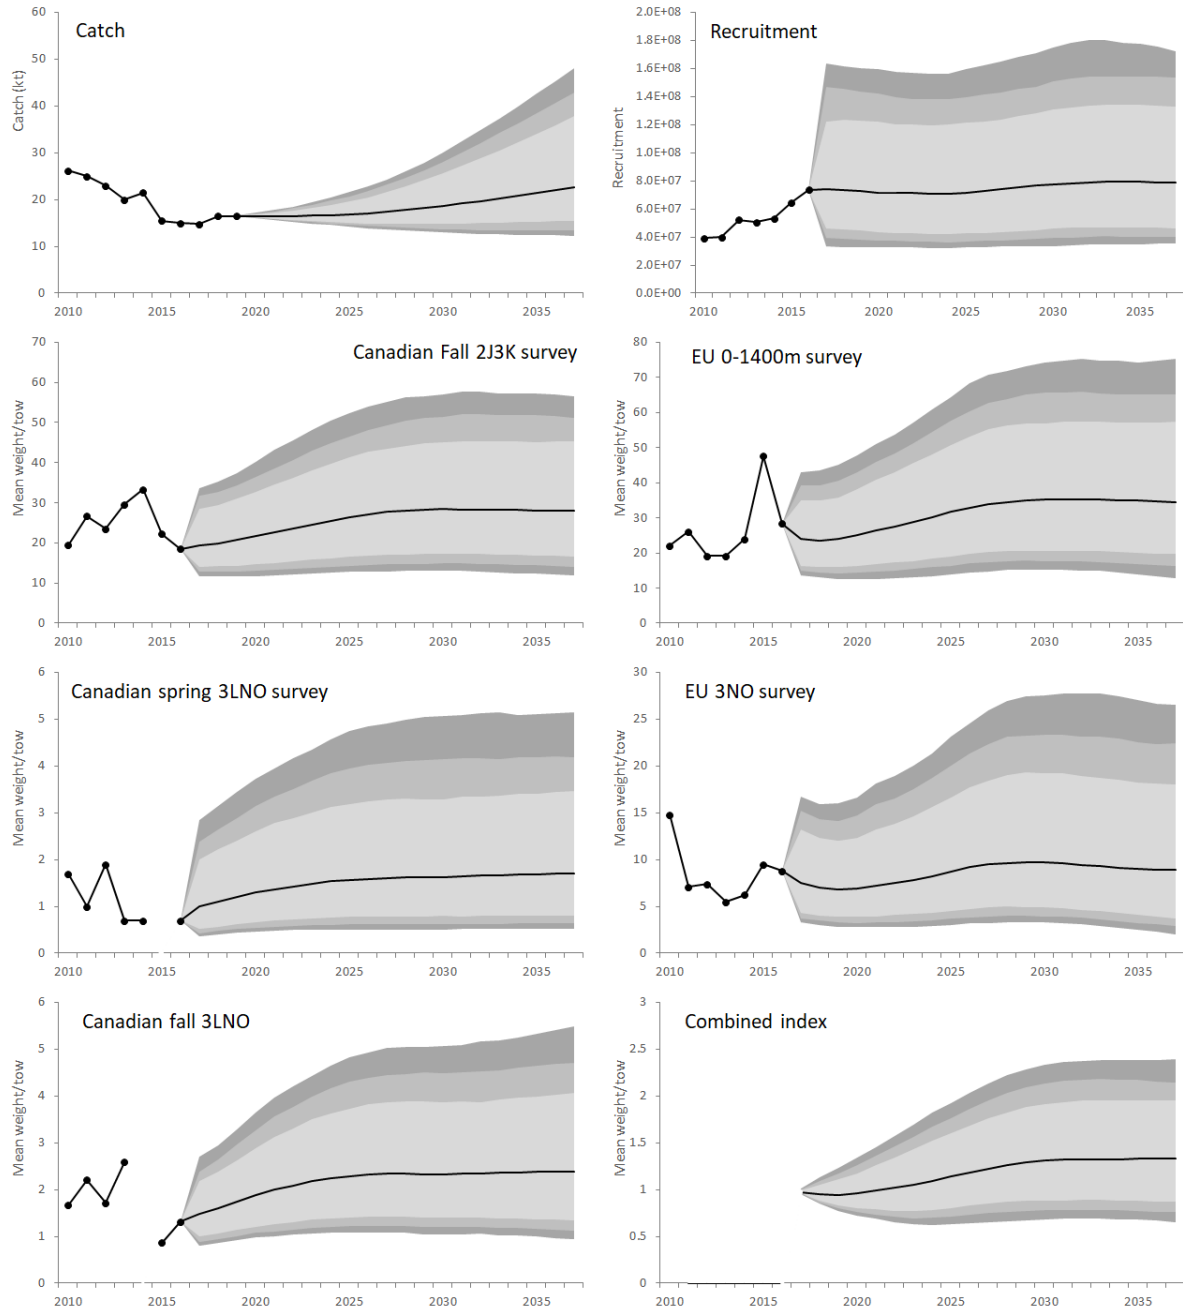 Catch
Catch (kt)
60
50
40
30
20
10
0
2010 2015 2020 2025 2030 2035
Recruitment
Recruitment
2.0E+08
1.8E+08
1.6E+08
1.4E+08
1.2E+08
1.0E+08
8.0E+07
6.0E+07
4.0E+07
2.0E+07
0.0E+00
2010 2015 2020 2025 2030 2035
Canadian Fall 2J3K survey
Mean weight/tow
70
60
50
40
30
20
10
0
2010 2015 2020 2025 2030 2035
EU 0-1400m survey
Mean weight/tow
80
70
60
50
40
30
20
10
0
2010 2015 2020 2025 2030 2035
Canadian spring 3LNO survey
Mean weight/tow
6
5
4
3
2
1
0
2010 2015 2020 2025 2030 2035
EU 3NO survey
Mean weight/tow
30
25
20
15
10
5
0
2010 2015 2020 2025 2030 2035
Canadian fall 3LNO
Mean weight/tow
6
5
4
3
2
1
0
2010 2015 2020 2025 2030 2035
Combined index
Mean weight/tow
3
2.5
2
1.5
1
0.5
0
2010 2015 2020 2025 2030 2035